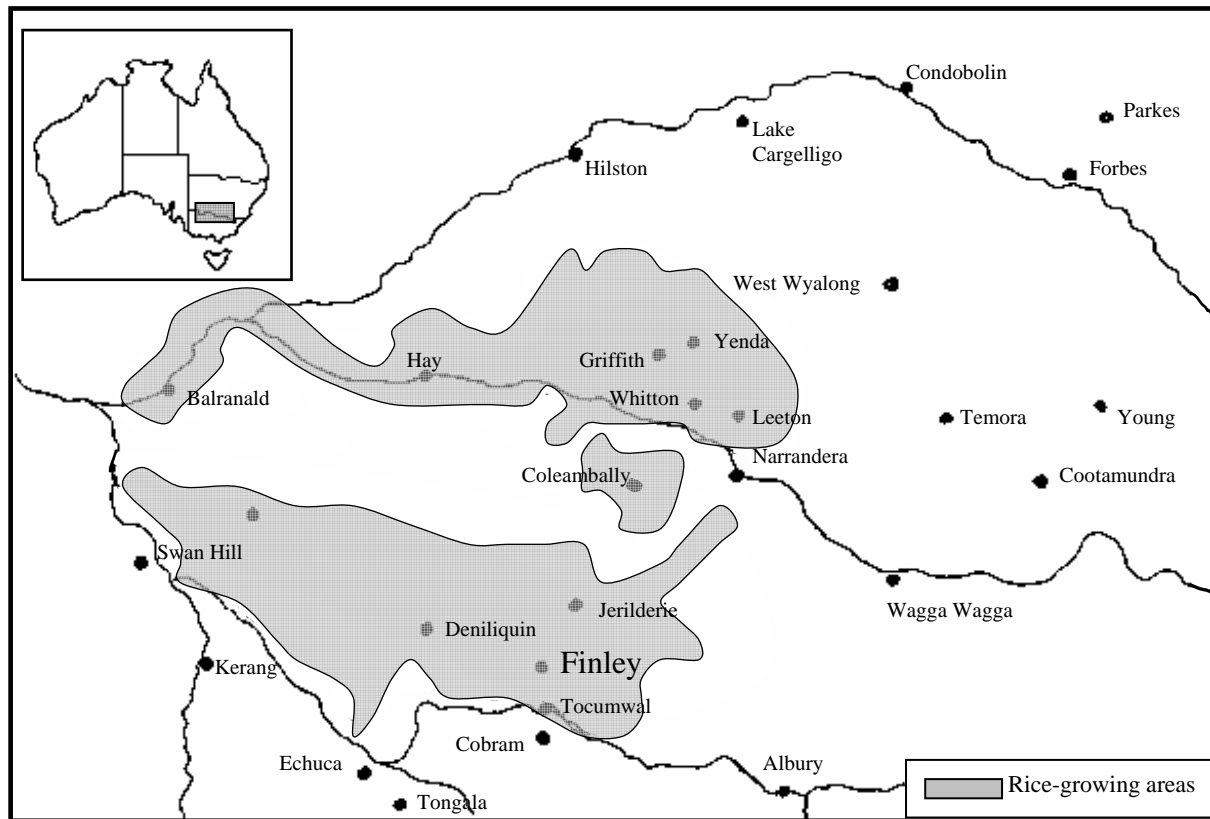 Condobolin
Parkes
Lake
Cargelligo
Hilston
Forbes
West Wyalong
Yenda
Griffith
Hay
Balranald
Whitton
Leeton
Temora
Young
Narrandera
Coleambally
Cootamundra
Swan Hill
Jerilderie
Wagga Wagga
Deniliquin
Finley
Kerang
Tocumwal
Cobram
Echuca
Albury
Tongala
Rice-growing areas